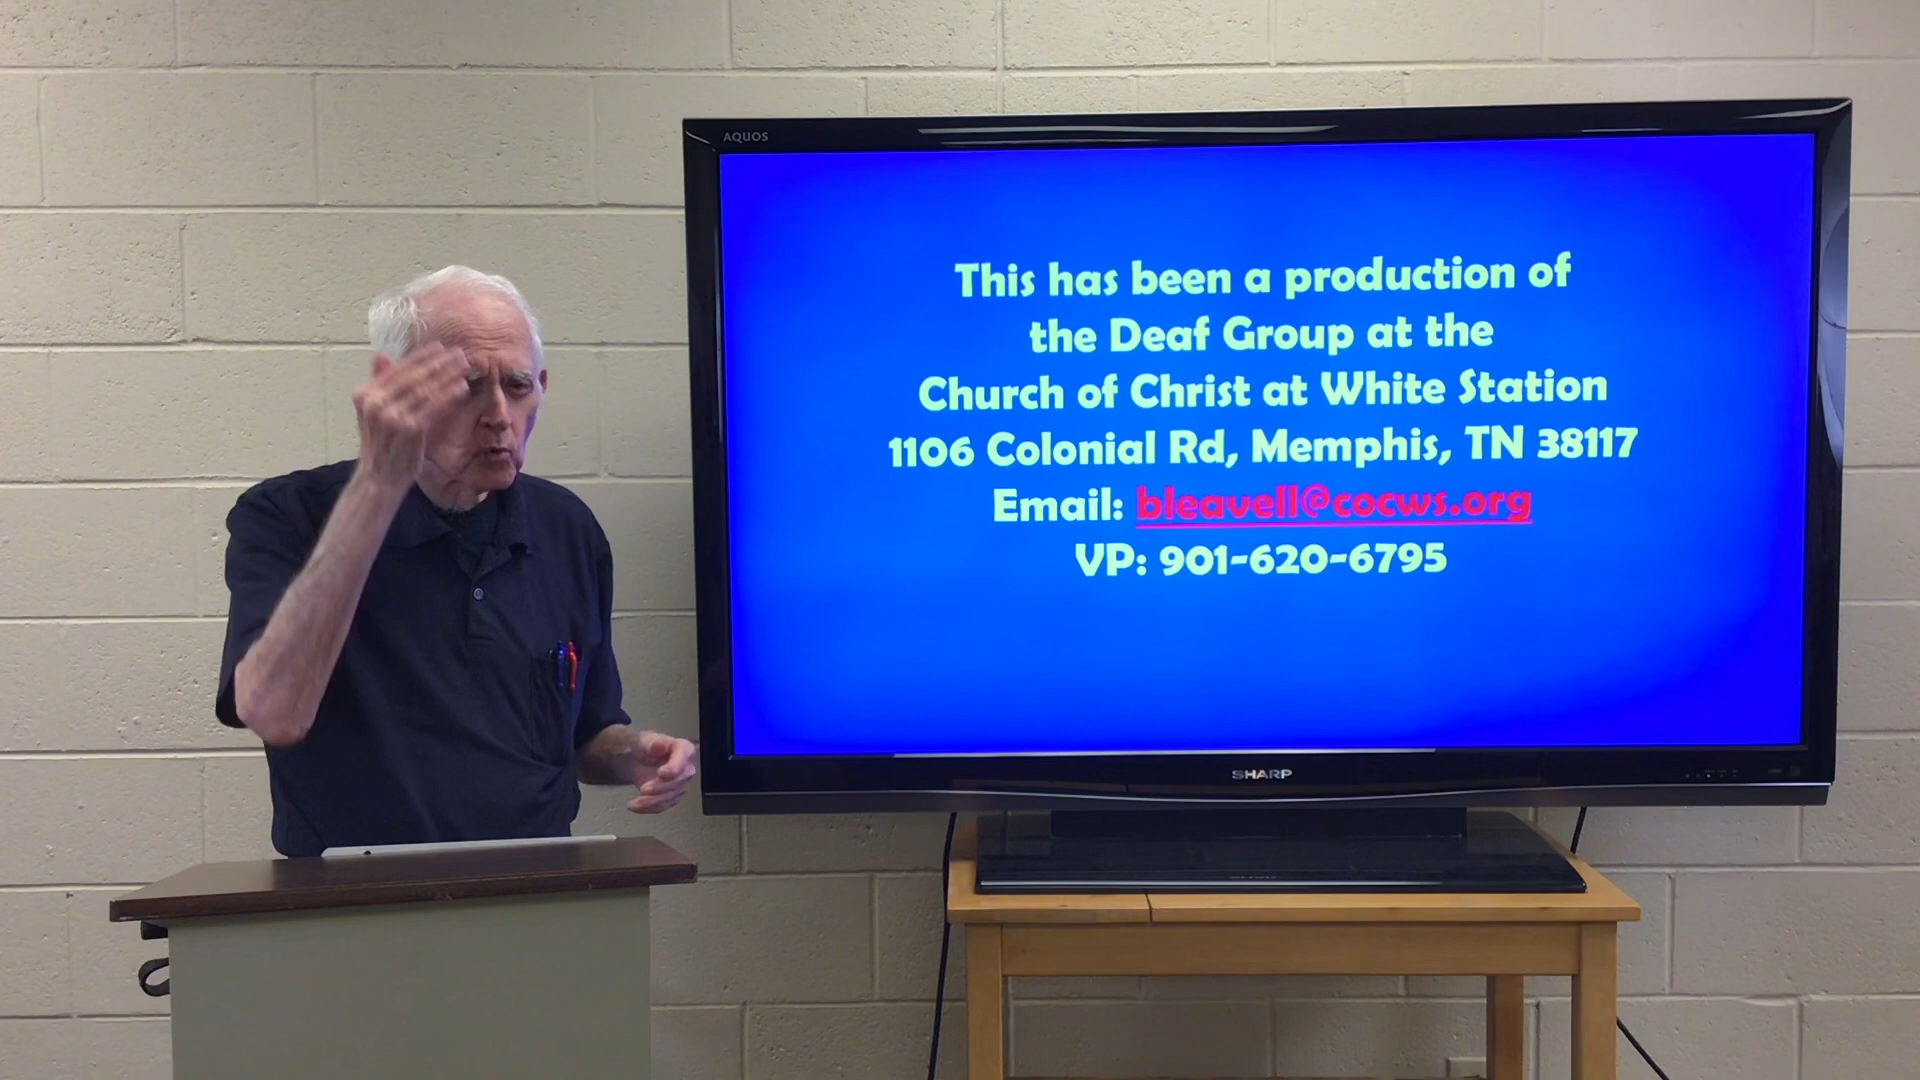 AQUOS
This has been a production of
the Deaf Group at the
Church of Christ at White Station
1106 Colonial Rd, Memphis, TN 38117
Email: bleavell@cocws.org
VP: 901-620-6795
SHARP